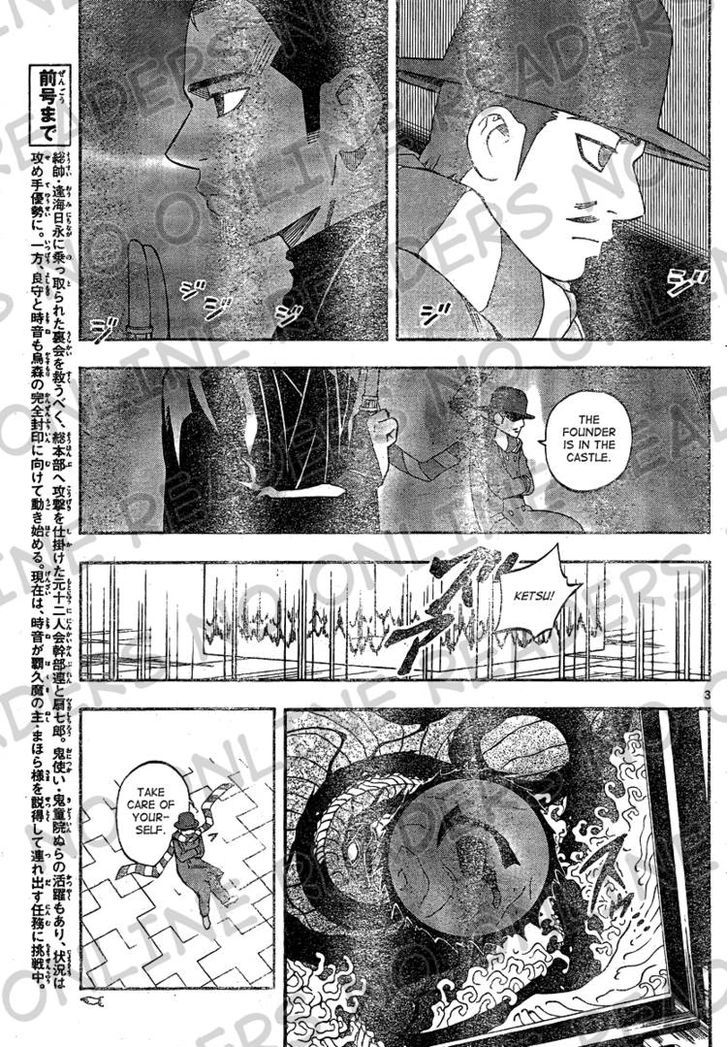 前号まで
総帥・逢海日永に乗っ取られた裏会を救うべく、総本部へ攻撃を仕掛けた元十二人会幹部連と扇七郎。鬼使い・鬼童院ぬらの活躍もあり、状況は
攻め手優勢に。一方、良守と時音も烏森の完全封印に向けて動き始める。現在は、時音が覇久魔の主・まほら様を説得して連れ出す任務に挑戦中。
ジジ
ジジ
ジジ
THE
FOUNDER
IS IN THE
CASTLE.
KETSU!
3
TAKE
CARE OF
YOUR-
SELF.
NO ONLINE READERS